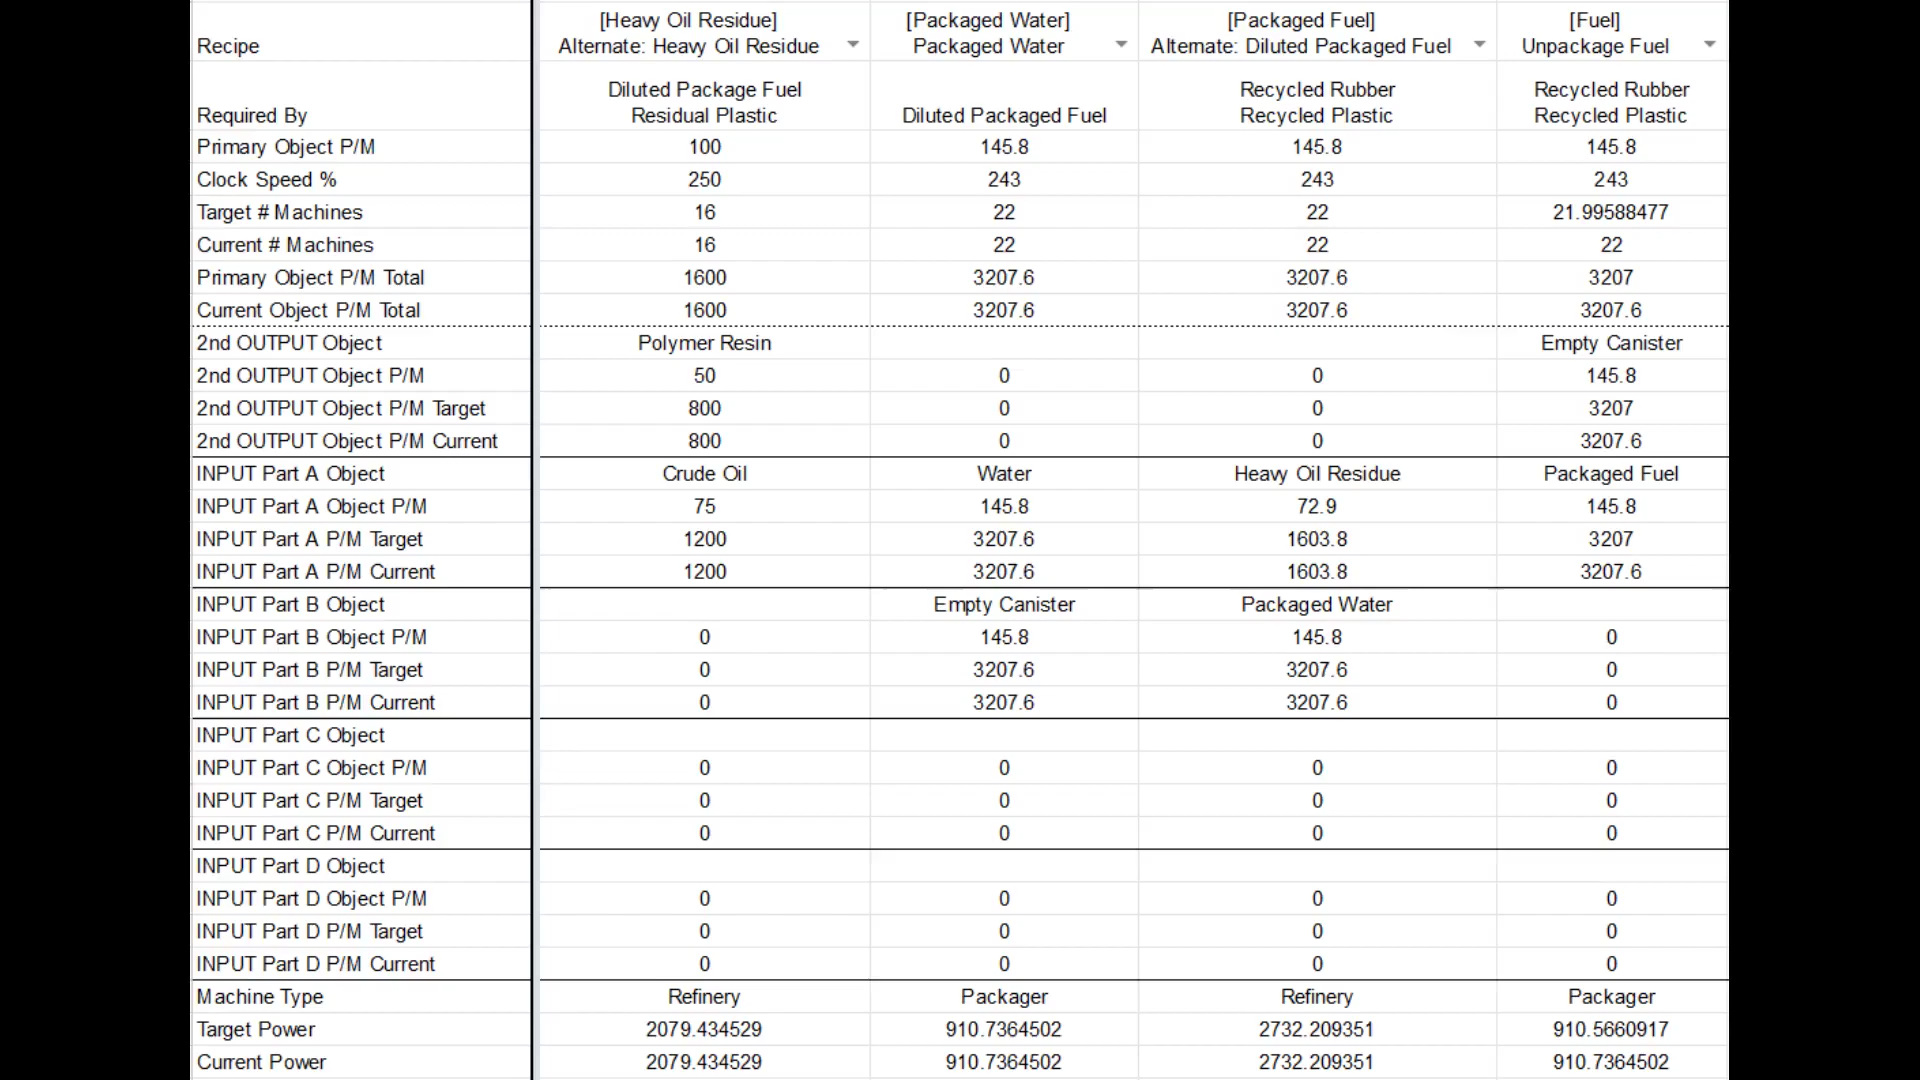 Recipe [Heavy Oil Residue] Alternate: Heavy Oil Residue [Packaged Water] Packaged Water [Packaged Fuel] Alternate: Diluted Packaged Fuel [Fuel] Unpackage Fuel
Required By Diluted Package Fuel Residual Plastic Diluted Packaged Fuel Recycled Rubber Recycled Plastic Recycled Rubber Recycled Plastic
Primary Object P/M 100 145.8 145.8 145.8
Clock Speed % 250 243 243 243
Target # Machines 16 22 22 21.99588477
Current # Machines 16 22 22 22
Primary Object P/M Total 1600 3207.6 3207.6 3207
Current Object P/M Total 1600 3207.6 3207.6 3207.6
2nd OUTPUT Object Polymer Resin Empty Canister
2nd OUTPUT Object P/M 50 0 0 145.8
2nd OUTPUT Object P/M Target 800 0 0 3207
2nd OUTPUT Object P/M Current 800 0 0 3207.6
INPUT Part A Object Crude Oil Water Heavy Oil Residue Packaged Fuel
INPUT Part A Object P/M 75 145.8 72.9 145.8
INPUT Part A P/M Target 1200 3207.6 1603.8 3207
INPUT Part A P/M Current 1200 3207.6 1603.8 3207.6
INPUT Part B Object Empty Canister Packaged Water
INPUT Part B Object P/M 0 145.8 145.8 0
INPUT Part B P/M Target 0 3207.6 3207.6 0
INPUT Part B P/M Current 0 3207.6 3207.6 0
INPUT Part C Object
INPUT Part C Object P/M 0 0 0 0
INPUT Part C P/M Target 0 0 0 0
INPUT Part C P/M Current 0 0 0 0
INPUT Part D Object
INPUT Part D Object P/M 0 0 0 0
INPUT Part D P/M Target 0 0 0 0
INPUT Part D P/M Current 0 0 0 0
Machine Type Refinery Packager Refinery Packager
Target Power 2079.434529 910.7364502 2732.209351 910.5660917
Current Power 2079.434529 910.7364502 2732.209351 910.7364502